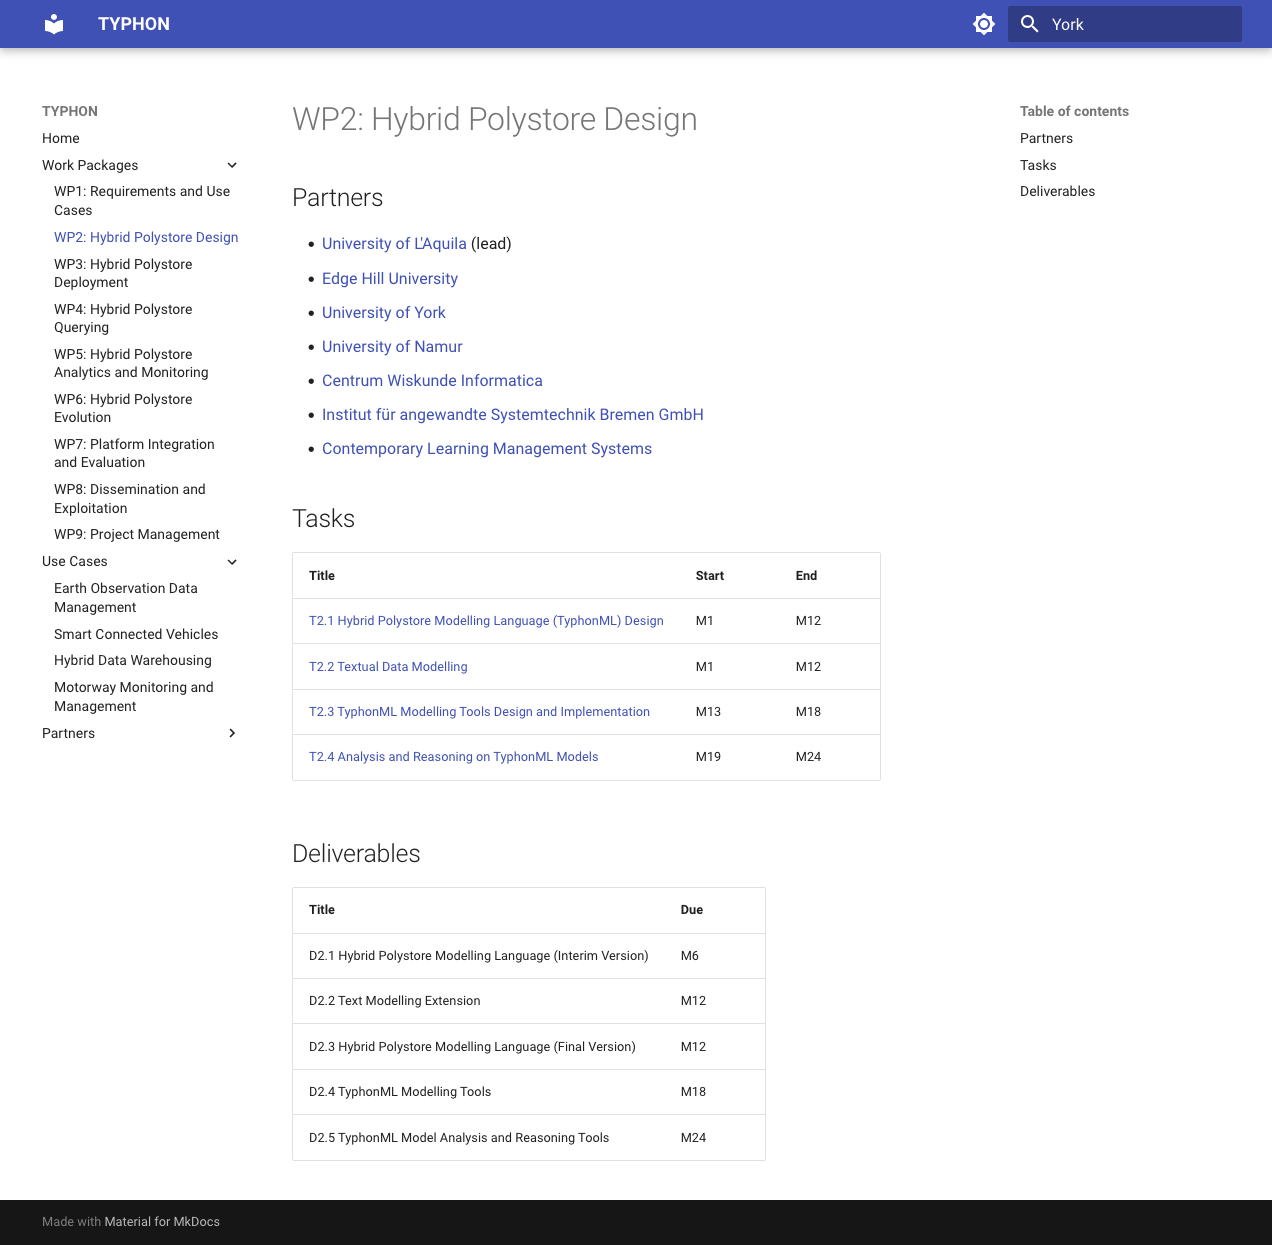 TYPHON
York
TYPHON
Home
Work Packages
WP1: Requirements and Use
Cases
WP2: Hybrid Polystore Design
WP3: Hybrid Polystore
Deployment
WP4: Hybrid Polystore
Querying
WP5: Hybrid Polystore
Analytics and Monitoring
WP6: Hybrid Polystore
Evolution
WP7: Platform Integration
and Evaluation
WP8: Dissemination and
Exploitation
WP9: Project Management
Use Cases
Earth Observation Data
Management
Smart Connected Vehicles
Hybrid Data Warehousing
Motorway Monitoring and
Management
Partners
WP2: Hybrid Polystore Design
Partners
• University of L'Aquila (lead)
• Edge Hill University
• University of York
• University of Namur
• Centrum Wiskunde Informatica
• Institut für angewandte Systemtechnik Bremen GmbH
• Contemporary Learning Management Systems
Tasks
Title Start End
T2.1 Hybrid Polystore Modelling Language (TyphonML) Design M1 M12
T2.2 Textual Data Modelling M1 M12
T2.3 TyphonML Modelling Tools Design and Implementation M13 M18
T2.4 Analysis and Reasoning on TyphonML Models M19 M24
Deliverables
Title Due
D2.1 Hybrid Polystore Modelling Language (Interim Version) M6
D2.2 Text Modelling Extension M12
D2.3 Hybrid Polystore Modelling Language (Final Version) M12
D2.4 TyphonML Modelling Tools M18
D2.5 TyphonML Model Analysis and Reasoning Tools M24
Table of contents
Partners
Tasks
Deliverables
Made with Material for MkDocs